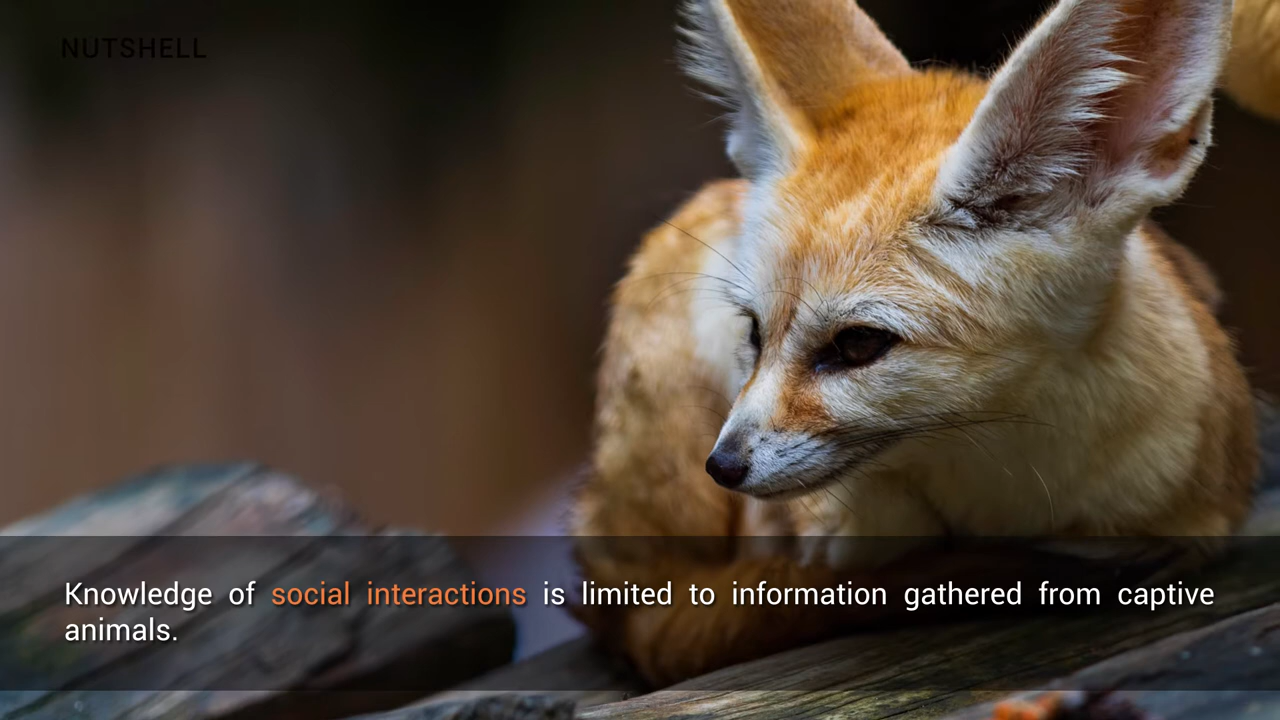 NUTSHELL
Knowledge of social interactions is limited to information gathered from captive
animals.